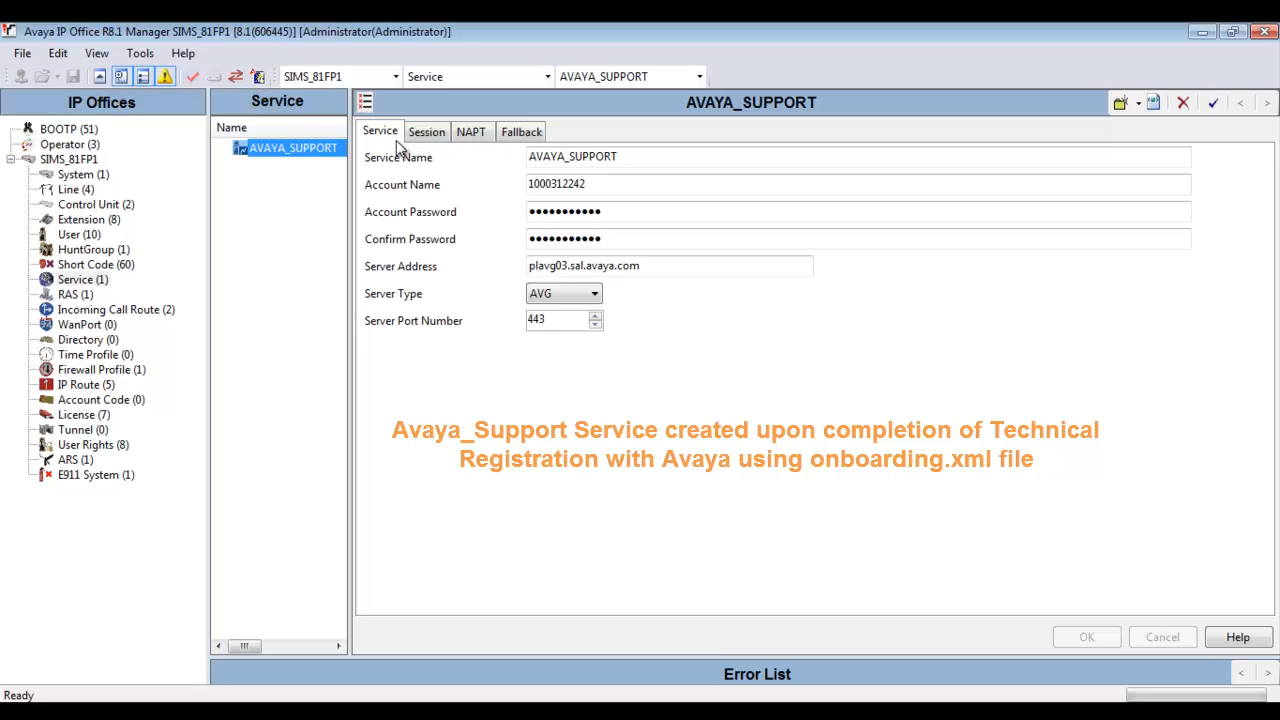 Avaya IP Office R8.1 Manager SIMS_81FP1 [8.1(606445)] [Administrator(Administrator)]
File Edit View Tools Help
SIMS_81FP1 Service AVAYA_SUPPORT
IP Offices
BOOTP (51)
Operator (3)
SIMS_81FP1
System (1)
Line (4)
Control Unit (2)
Extension (8)
User (10)
HuntGroup (1)
Short Code (60)
Service (1)
RAS (1)
Incoming Call Route (2)
WanPort (0)
Directory (0)
Time Profile (0)
Firewall Profile (1)
IP Route (5)
Account Code (0)
License (7)
Tunnel (0)
User Rights (8)
ARS (1)
E911 System (1)
Service
Name
AVAYA_SUPPORT
AVAYA_SUPPORT
Service Session NAPT Fallback
Service Name AVAYA_SUPPORT
Account Name 1000312242
Account Password •••••••••••
Confirm Password •••••••••••
Server Address plavg03.sal.avaya.com
Server Type AVG
Server Port Number 443
Avaya_Support Service created upon completion of Technical
Registration with Avaya using onboarding.xml file
OK Cancel Help
Error List
Ready